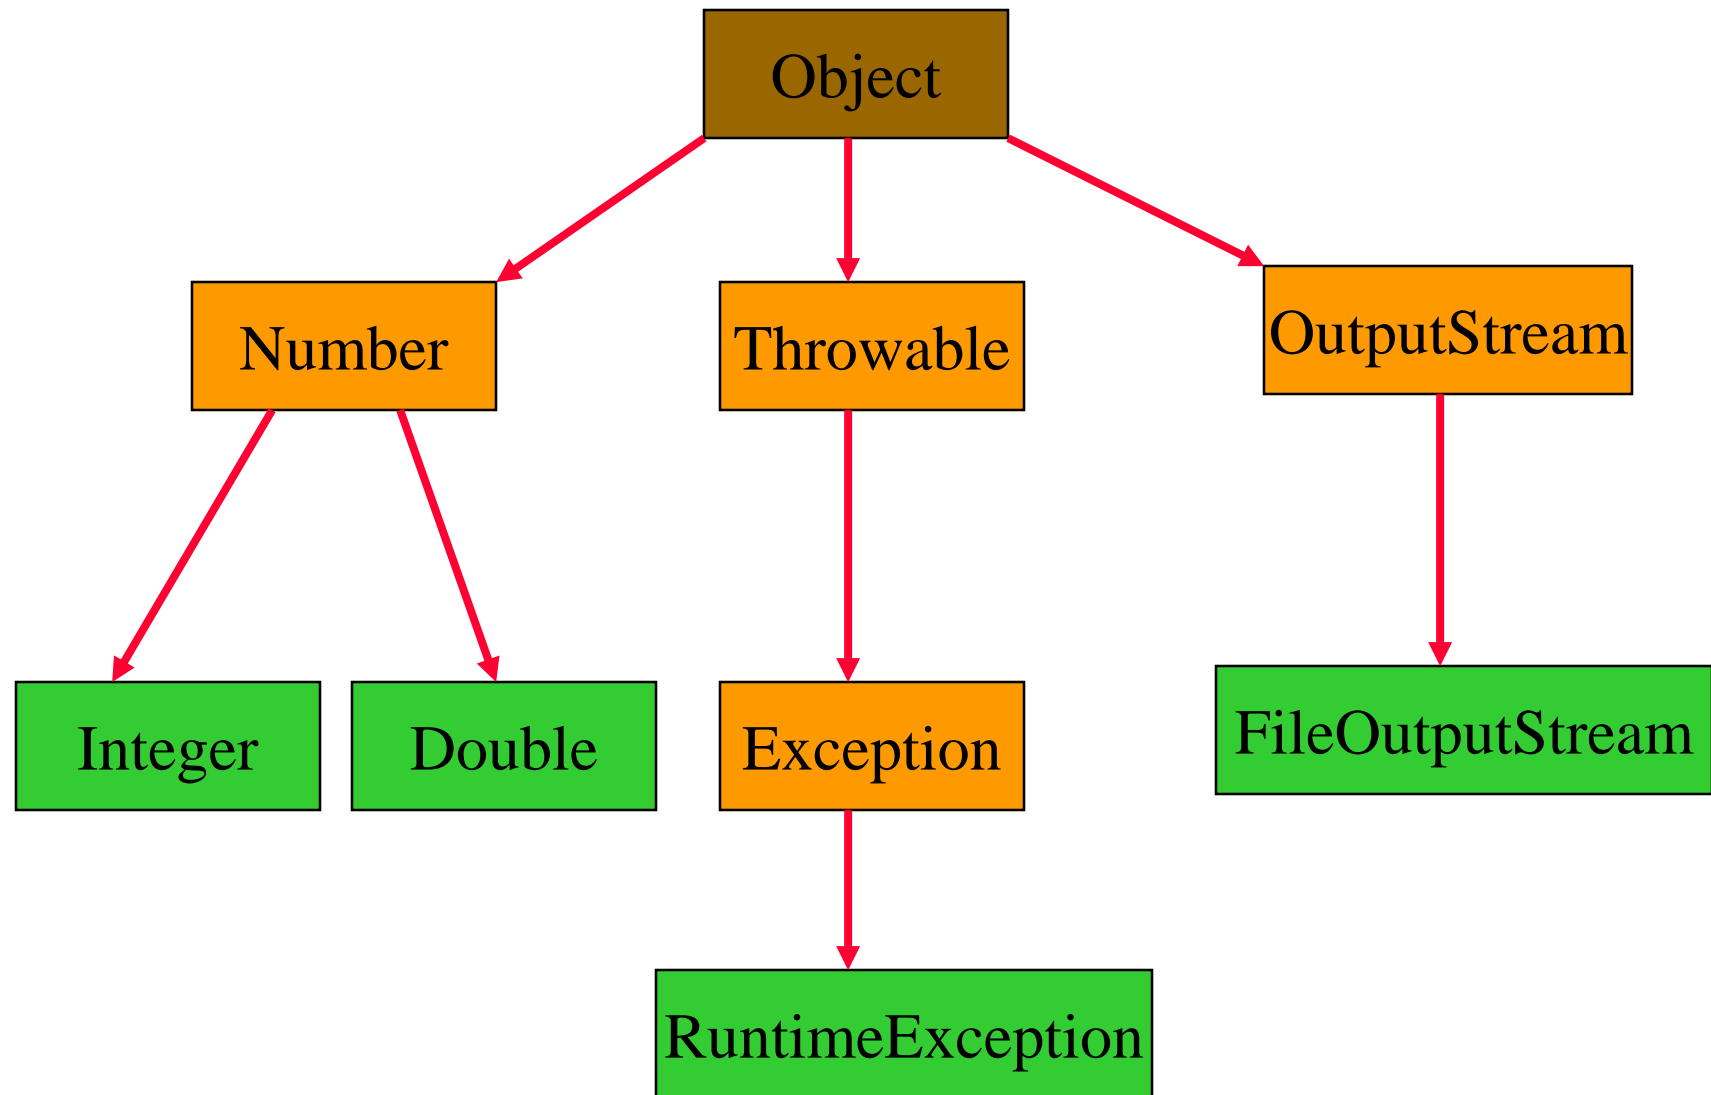 Object
Number
Throwable
OutputStream
Integer
Double
Exception
FileOutputStream
RuntimeException